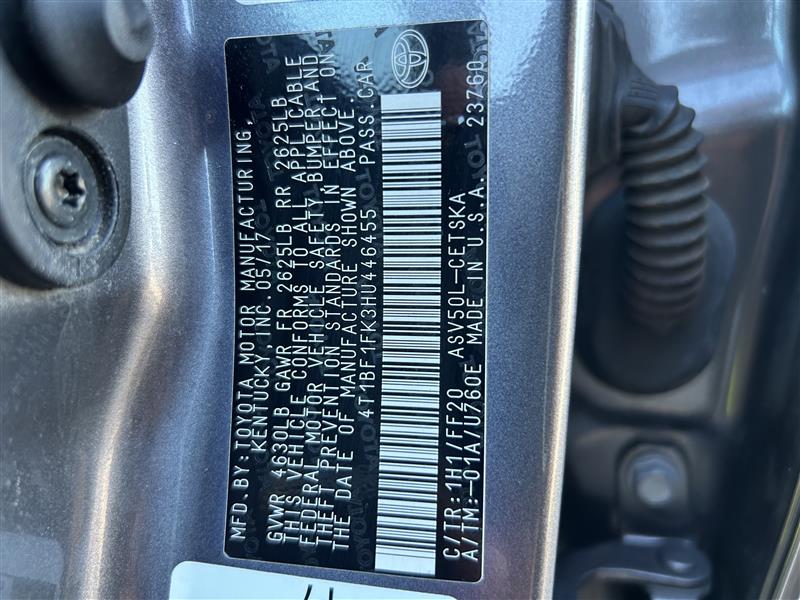 MFD.BY:TOYOTA MOTOR MANUFACTURING,
KENTUCKY,INC.05/17
GVWR 4630LB GAWR FR 2625LB RR 2625LB
THIS VEHICLE CONFORMS TO ALL APPLICABLE
FEDERAL MOTOR VEHICLE SAFETY BUMPER,AND
THEFT PREVENTION STANDARDS IN EFFECT ON
THE DATE OF MANUFACTURE SHOWN ABOVE.
4T1BF1FK3HU446455 PASS.CAR
C/TR:1H1/FF20 ASV50L-CETSKA
A/TM:-01A/U760E MADE IN U.S.A. 23760